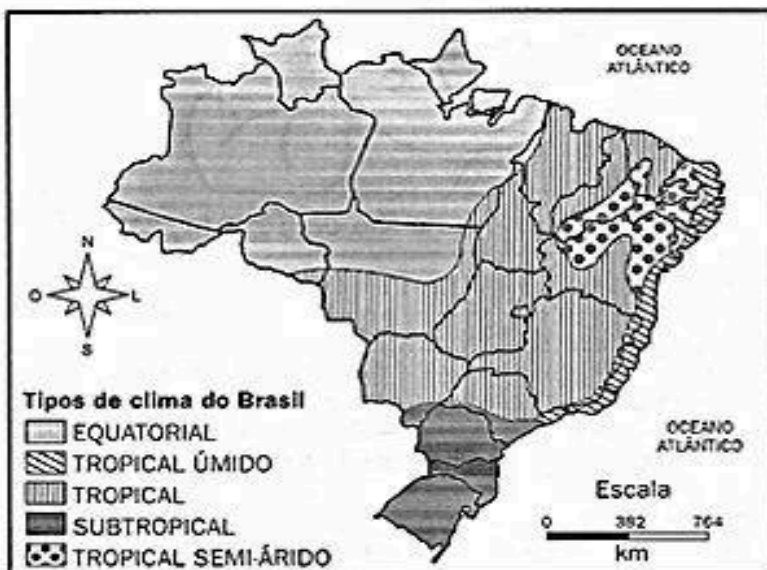 OCEANO
ATLÂNTICO
N
O
L
S
Tipos de clima do Brasil
EQUATORIAL
TROPICAL ÚMIDO
TROPICAL
SUBTROPICAL
TROPICAL SEMI-ÁRIDO
OCEANO
ATLÂNTICO
Escala
0 382 764
km